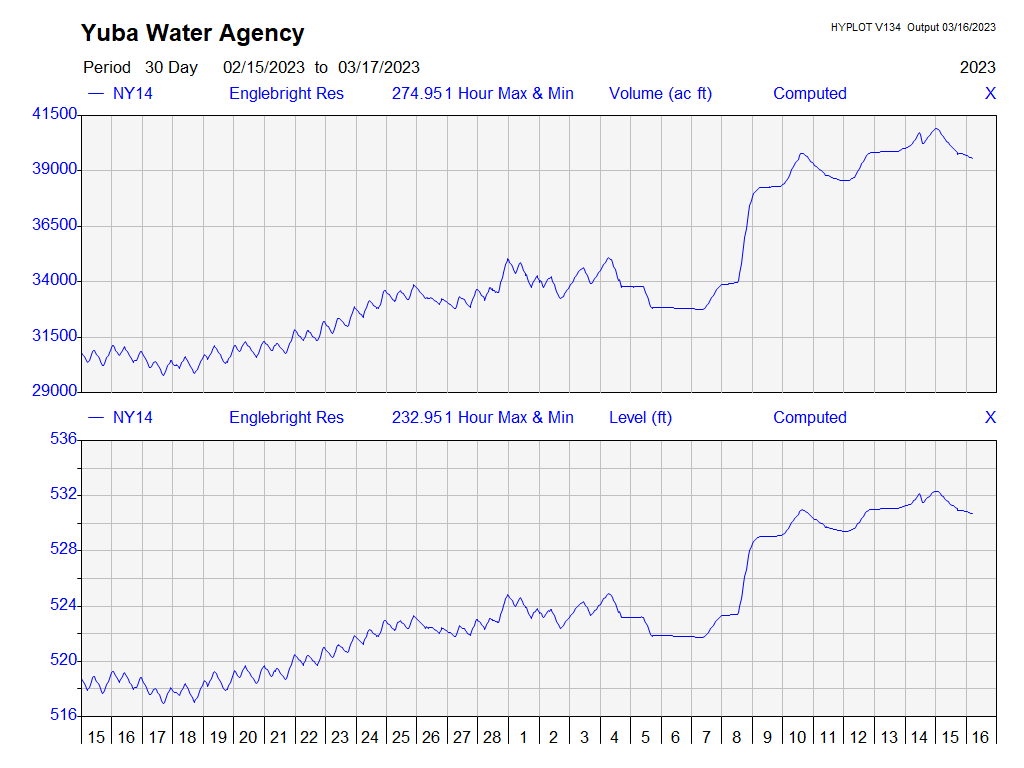 Yuba Water Agency
HYPLOT V134 Output 03/16/2023
Period 30 Day 02/15/2023 to 03/17/2023 2023
NY14 Englebright Res 274.951 Hour Max & Min Volume (ac ft) Computed X
41500
39000
36500
34000
31500
29000
NY14 Englebright Res 232.951 Hour Max & Min Level (ft) Computed X
536
532
528
524
520
516
15 16 17 18 19 20 21 22 23 24 25 26 27 28 1 2 3 4 5 6 7 8 9 10 11 12 13 14 15 16